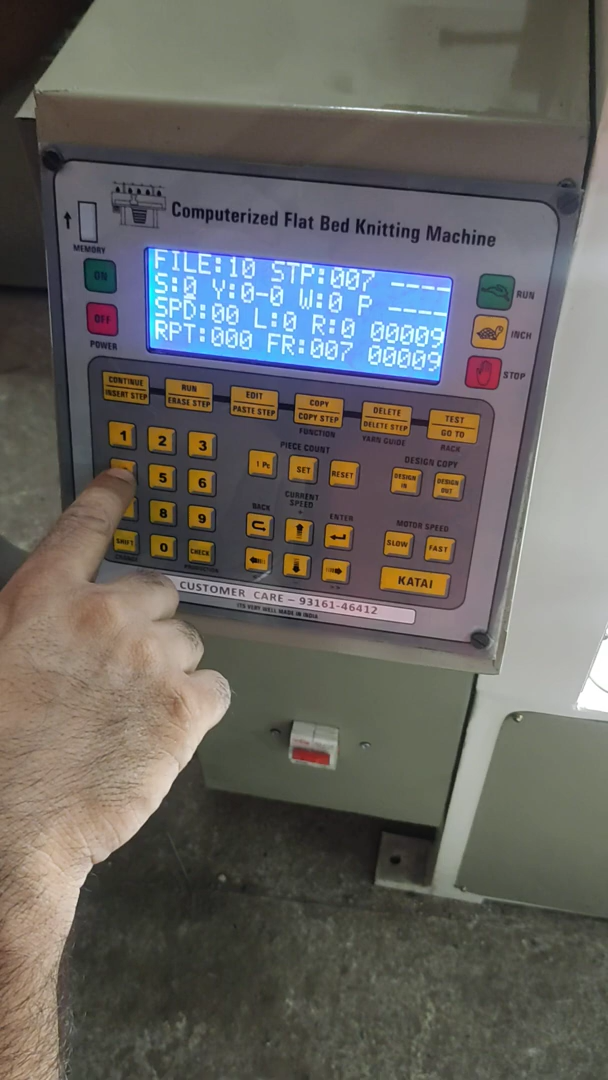 Computerized Flat Bed Knitting Machine
MEMORY
ON
OFF
POWER
FILE:10 STP:007 ----
S:0 Y:0-0 W:0 P ----
SPD:00 L:0 R:0 00009
RPT:000 FR:007 00009
RUN
INCH
STOP
CONTINUE
INSERT STEP
RUN
ERASE STEP
EDIT
PASTE STEP
COPY
COPY STEP
DELETE
DELETE STEP
TEST
GO TO
FUNCTION
YARN GUIDE
RACK
1 2 3
5 6
8 9
SHIFT 0 CHECK
PIECE COUNT
1 Pc SET RESET
CURRENT
SPEED
BACK
ENTER
DESIGN COPY
DESIGN
IN
DESIGN
OUT
MOTOR SPEED
SLOW FAST
KATAI
CUSTOMER CARE – 93161-46412
ITS VERY WELL MADE IN INDIA